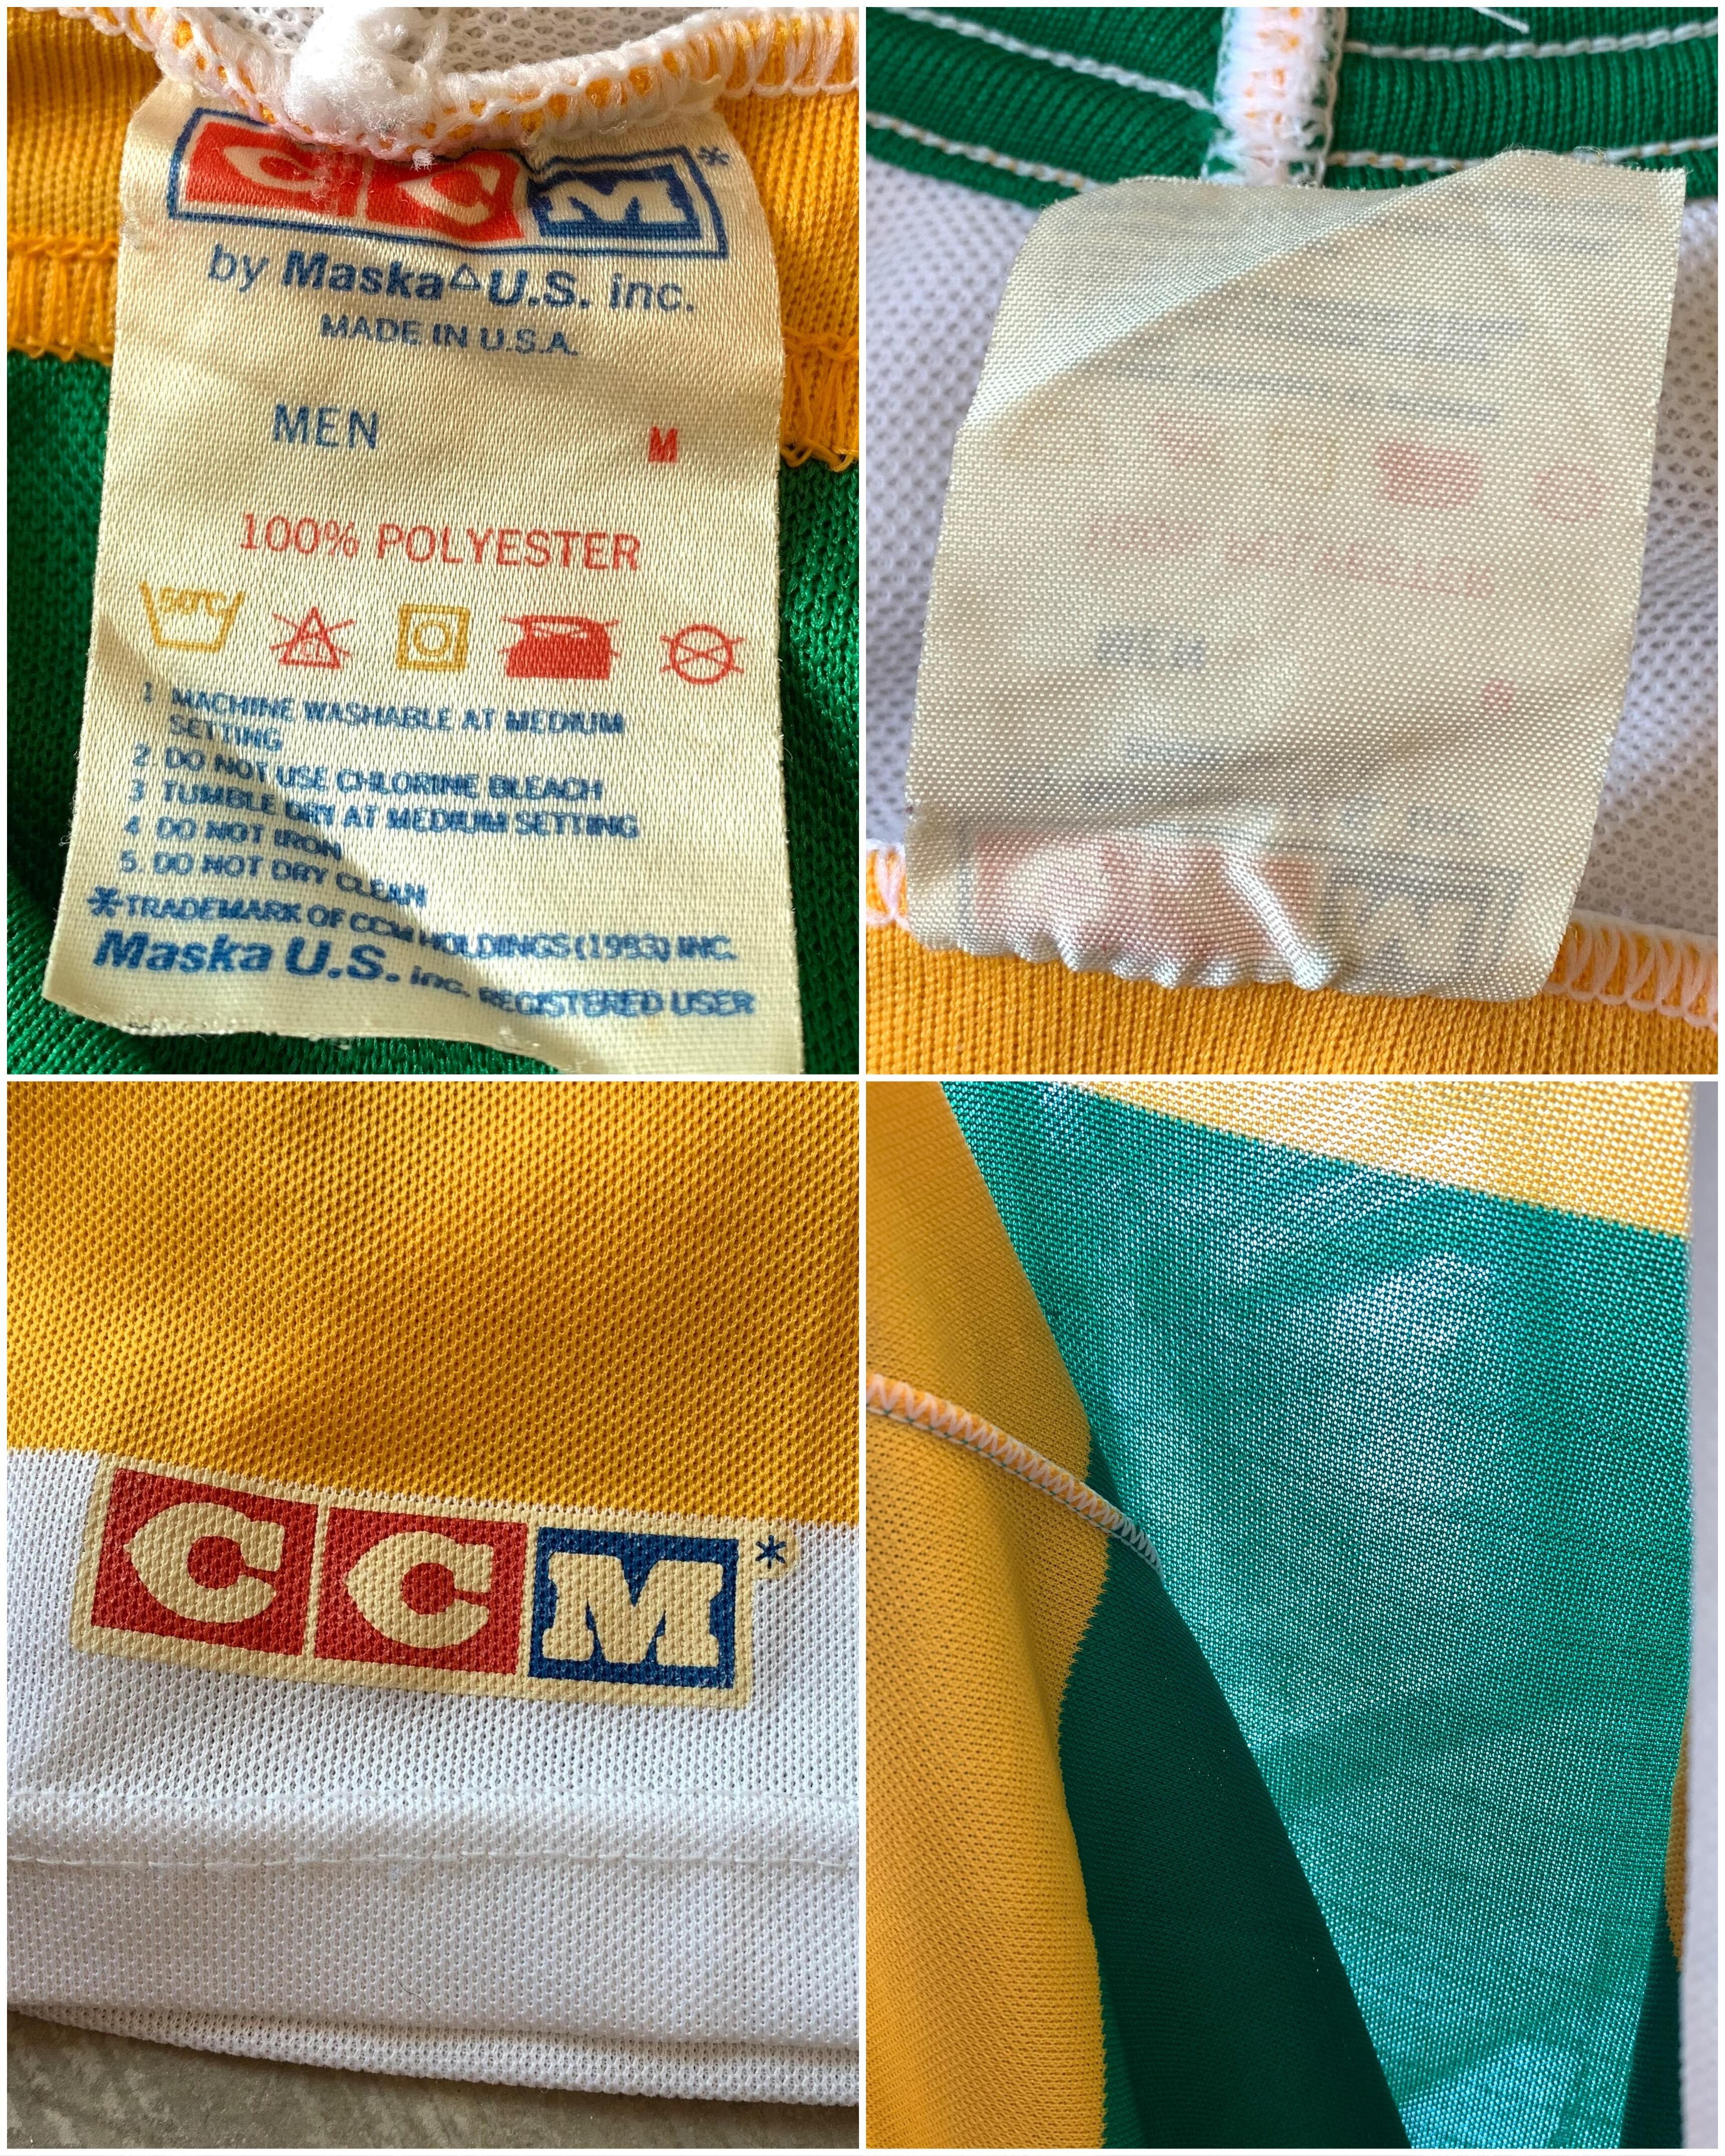 CCM*
by Maska△U.S. inc.
MADE IN U.S.A.
MEN M
100% POLYESTER
50°C CL
1 MACHINE WASHABLE AT MEDIUM
SETTING
2 DO NOT USE CHLORINE BLEACH
3 TUMBLE DRY AT MEDIUM SETTING
4 DO NOT IRON
5. DO NOT DRY CLEAN
*TRADEMARK OF CCM HOLDINGS (1983) INC.
Maska U.S. inc. REGISTERED USER
CCM*